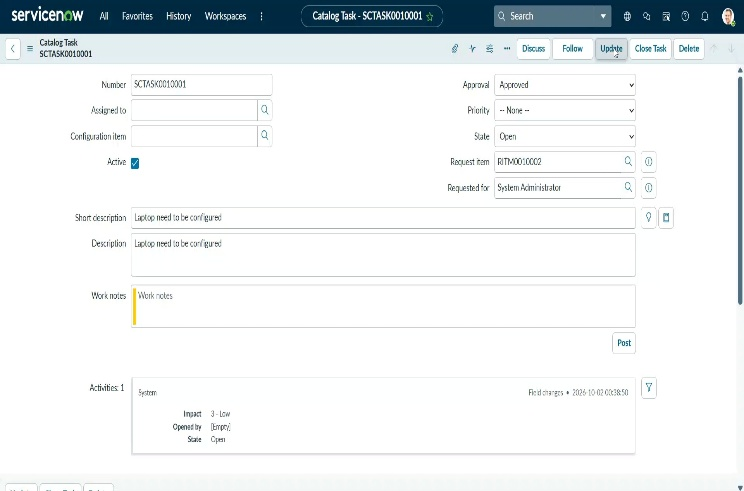 servicenow All Favorites History Workspaces Catalog Task - SCTASK0010001 Search
Catalog Task
SCTASK0010001
Discuss Follow Update Close Task Delete
Number SCTASK0010001 Approval Approved
Assigned to Priority -- None --
Configuration item State Open
Active Request item RITM0010002
Requested for System Administrator
Short description Laptop need to be configured
Description Laptop need to be configured
Work notes Work notes
Post
Activities: 1
System Field changes • 2026-10-02 00:38:50
Impact 3 - Low
Opened by [Empty]
State Open